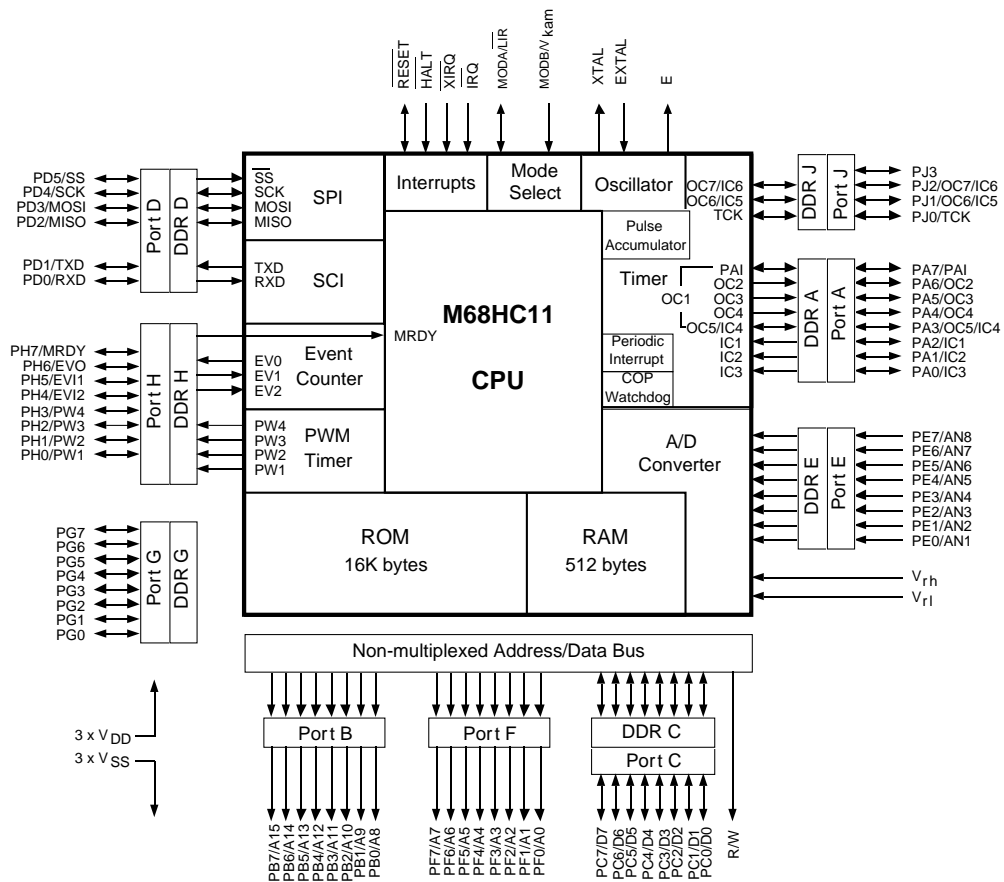 RESET
HALT
XIRQ
IRQ
MODA/LIR
MODB/Vkam
XTAL
EXTAL
E
PD5/SS
PD4/SCK
PD3/MOSI
PD2/MISO
PD1/TXD
PD0/RXD
Port D
DDR D
SS
SCK
MOSI
MISO
SPI
TXD
RXD
SCI
Interrupts
Mode
Select
Oscillator
OC7/IC6
OC6/IC5
TCK
DDR J
Port J
PJ3
PJ2/OC7/IC6
PJ1/OC6/IC5
PJ0/TCK
Pulse
Accumulator
Timer
PAI
OC2
OC1
OC3
OC4
OC5/IC4
IC1
IC2
IC3
Periodic
Interrupt
COP
Watchdog
DDR A
Port A
PA7/PAI
PA6/OC2
PA5/OC3
PA4/OC4
PA3/OC5/IC4
PA2/IC1
PA1/IC2
PA0/IC3
M68HC11
CPU
MRDY
PH7/MRDY
PH6/EVO
PH5/EVI1
PH4/EVI2
PH3/PW4
PH2/PW3
PH1/PW2
PH0/PW1
Port H
DDR H
EV0
EV1
EV2
Event
Counter
PW4
PW3
PW2
PW1
PWM
Timer
A/D
Converter
DDR E
Port E
PE7/AN8
PE6/AN7
PE5/AN6
PE4/AN5
PE3/AN4
PE2/AN3
PE1/AN2
PE0/AN1
Vrh
Vrl
PG7
PG6
PG5
PG4
PG3
PG2
PG1
PG0
Port G
DDR G
ROM
16K bytes
RAM
512 bytes
Non-multiplexed Address/Data Bus
3 x VDD
3 x VSS
Port B
Port F
DDR C
Port C
PB7/A15
PB6/A14
PB5/A13
PB4/A12
PB3/A11
PB2/A10
PB1/A9
PB0/A8
PF7/A7
PF6/A6
PF5/A5
PF4/A4
PF3/A3
PF2/A2
PF1/A1
PF0/A0
PC7/D7
PC6/D6
PC5/D5
PC4/D4
PC3/D3
PC2/D2
PC1/D1
PC0/D0
R/W